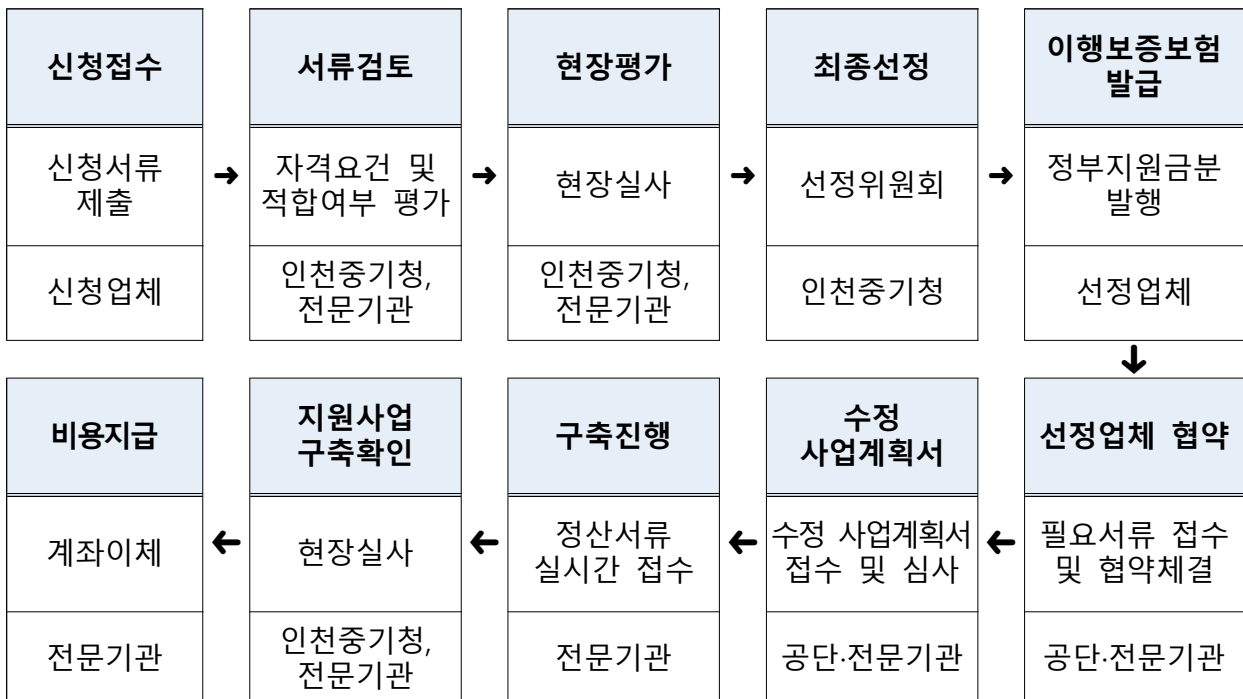 신청접수
신청서류
제출
신청업체
➜
서류검토
자격요건 및
적합여부 평가
인천중기청,
전문기관
➜
현장평가
현장실사
인천중기청,
전문기관
➜
최종선정
선정위원회
인천중기청
➜
이행보증보험
발급
정부지원금분
발행
선정업체
↓
선정업체 협약
필요서류 접수
및 협약체결
공단·전문기관
←
수정
사업계획서
수정 사업계획서
접수 및 심사
공단·전문기관
←
구축진행
정산서류
실시간 접수
전문기관
←
지원사업
구축확인
현장실사
인천중기청,
전문기관
←
비용지급
계좌이체
전문기관